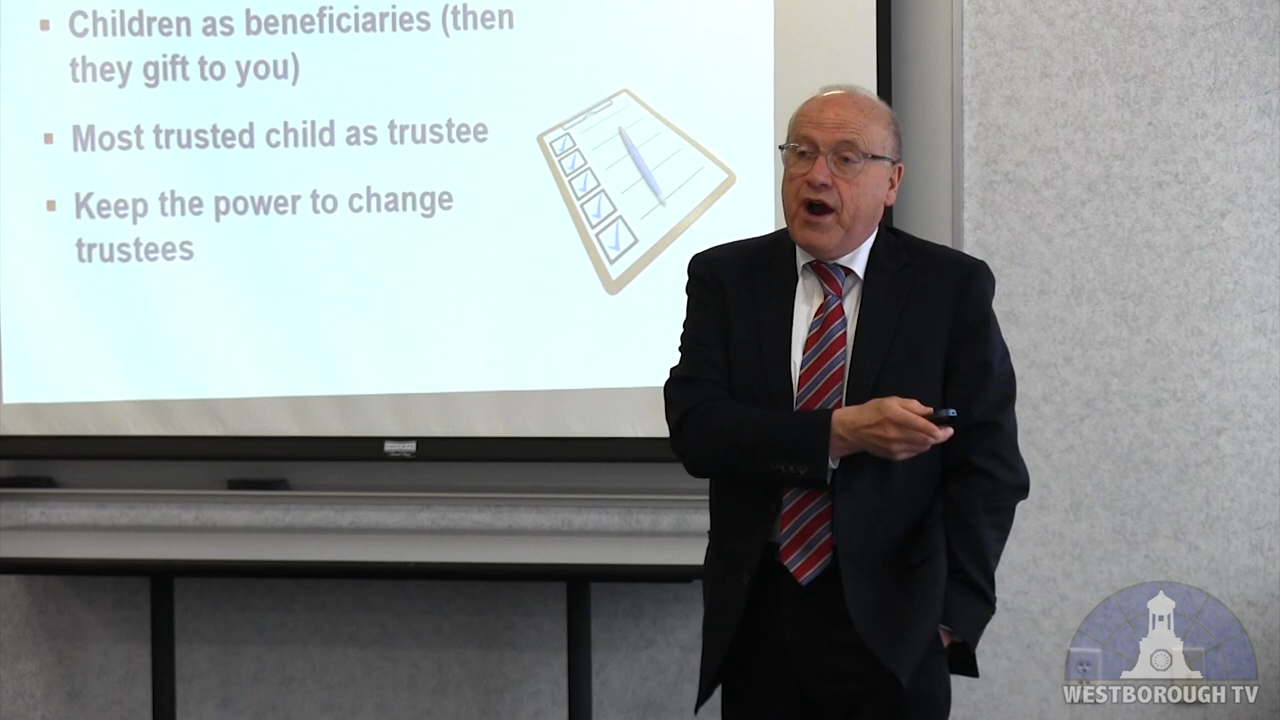 Children as beneficiaries (then
they gift to you)
Most trusted child as trustee
Keep the power to change
trustees
WESTBOROUGH TV